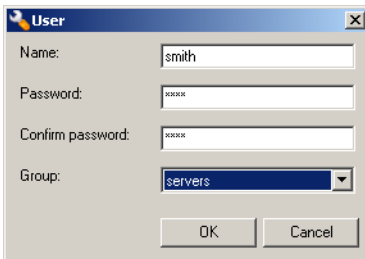 User
Name:
smith
Password:
××××
Confirm password:
××××
Group:
servers
OK
Cancel